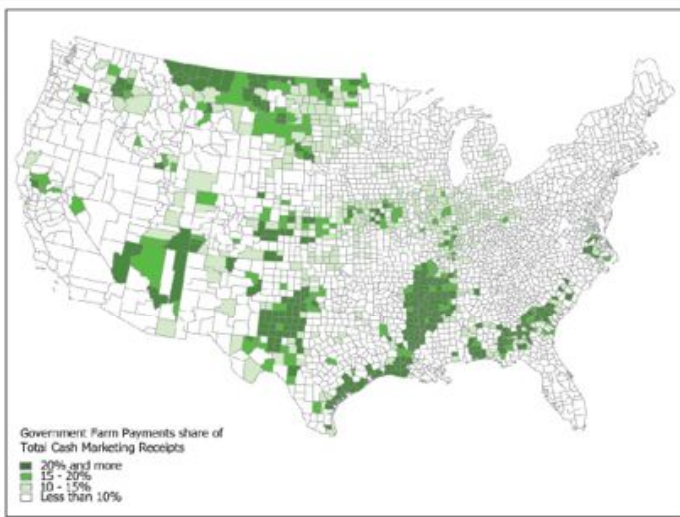 Government Farm Payments share of
Total Cash Marketing Receipts
20% and more
15 - 20%
10 - 15%
Less than 10%